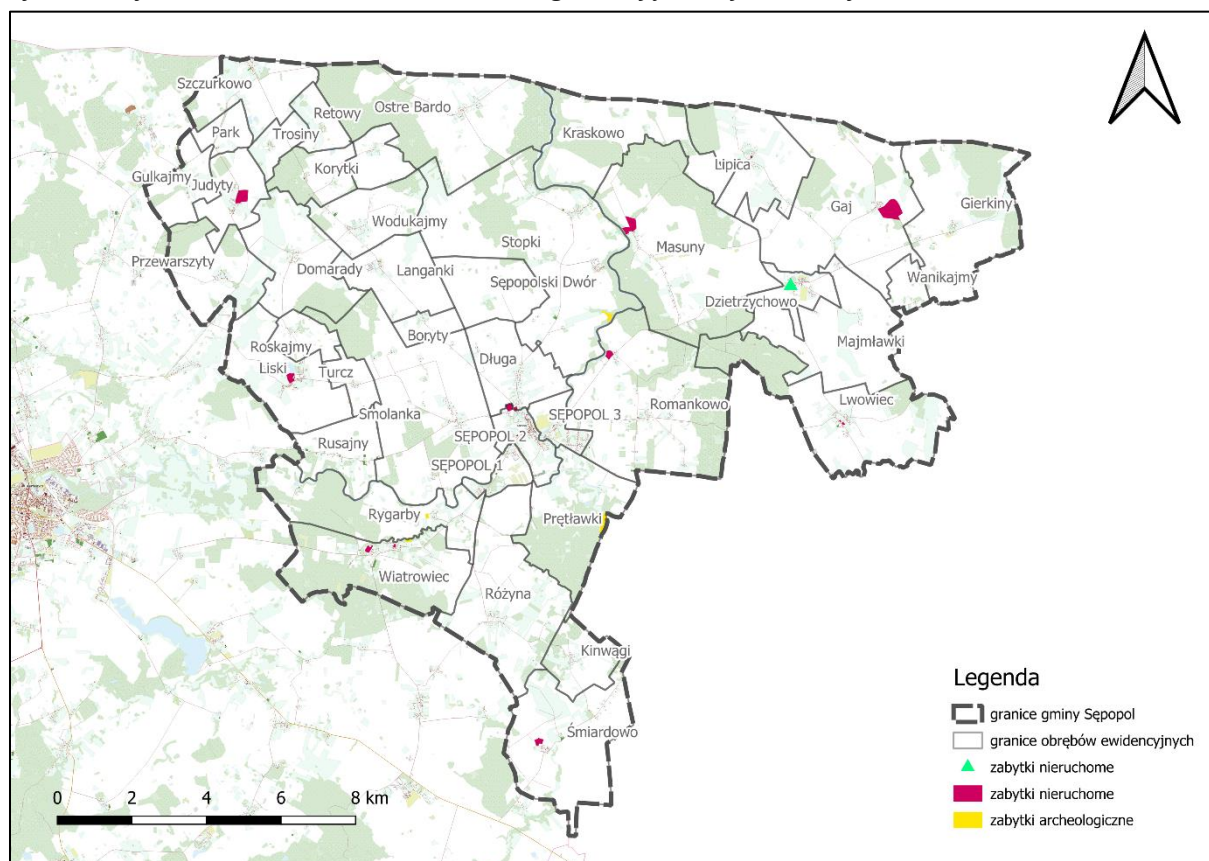 Szczurkowo
Ostre Bardo
Retowy
Park
Trosiny
Kraskowo
Lipica
Korytki
Gulkajmy
Judyty
Gaj
Gierkiny
Wodukajmy
Stopki
Masuny
Przewarszyty
Domarady
Langanki
Sępopolski Dwór
Wanikajmy
Dzietrzychowo
Boryty
Majmławki
Roskajmy
Długa
Liski
Turcz
Lwowiec
Smolanka
SĘPOPOL 3
Romankowo
Rusajny
SĘPOPOL 2
SĘPOPOL 1
Rygarby
Prętławki
Wiatrowiec
Różyna
Kinwągi
Śmiardowo
Legenda
granice gminy Sępopol
granice obrębów ewidencyjnych
zabytki nieruchome
zabytki nieruchome
zabytki archeologiczne
0 2 4 6 8 km